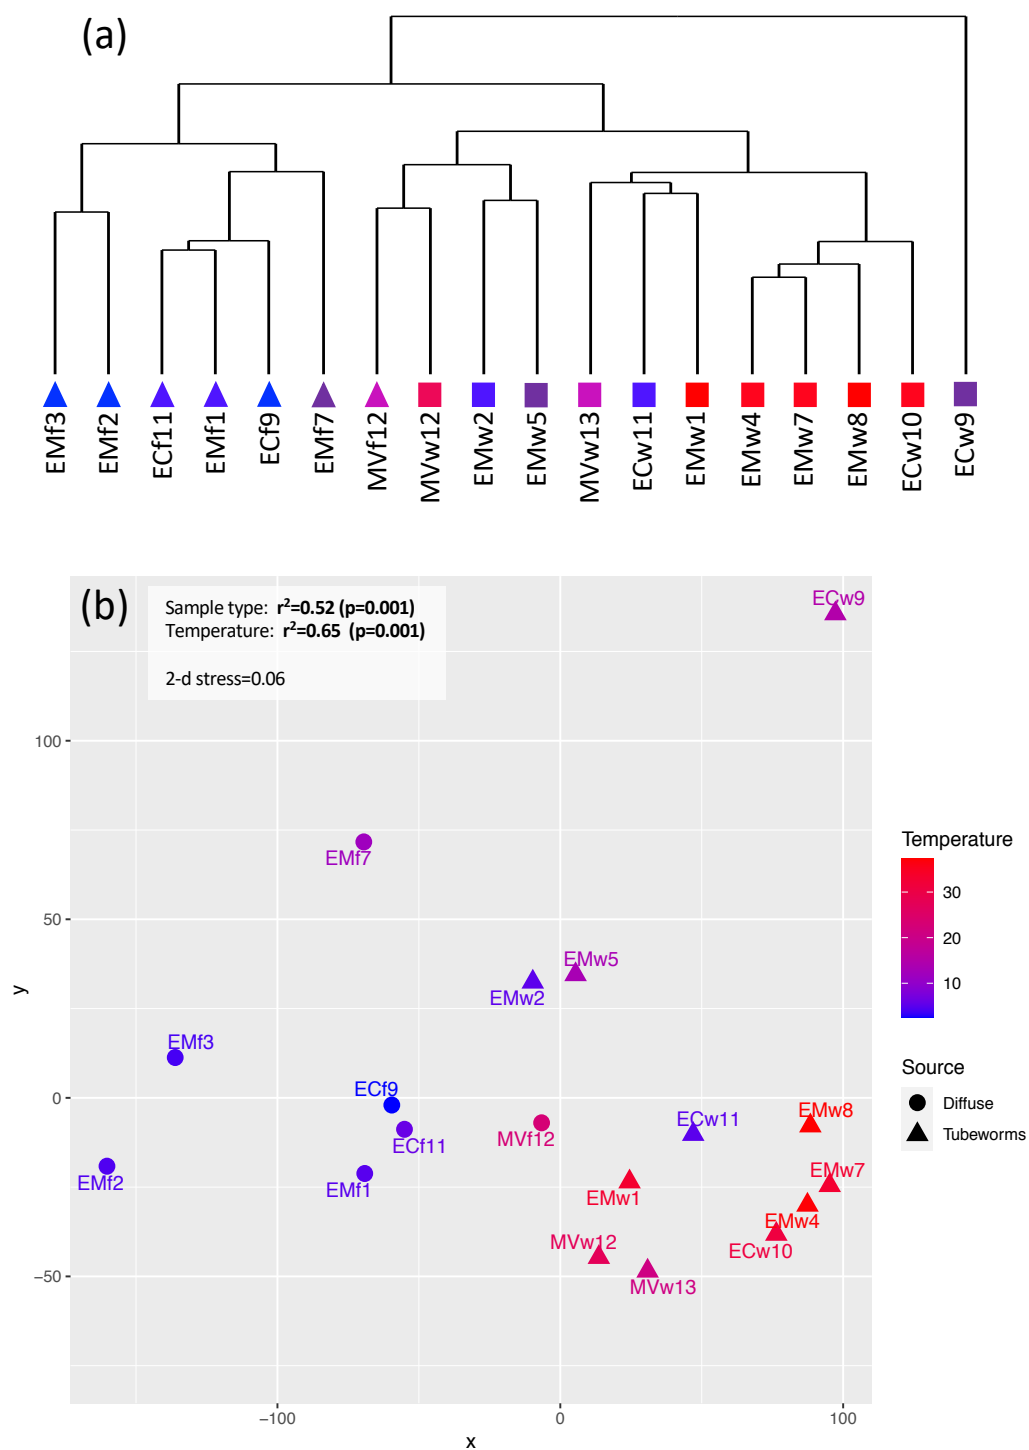 (a)
EMf3
EMf2
ECf11
EMf1
ECf9
EMf7
MVf12
MVw12
EMw2
EMw5
MVw13
ECw11
EMw1
EMw4
EMw7
EMw8
ECw10
ECw9
(b)
Sample type: r²=0.52 (p=0.001)
Temperature: r²=0.65 (p=0.001)
2-d stress=0.06
ECw9
100
EMf7
50
EMw5
EMw2
EMf3
ECf9
0
EMw8
ECw11
MVf12
ECf11
EMw7
EMf2
EMf1
EMw1
EMw4
MVw12
ECw10
−50
MVw13
y
−100
0
100
x
Temperature
30
20
10
Source
Diffuse
Tubeworms